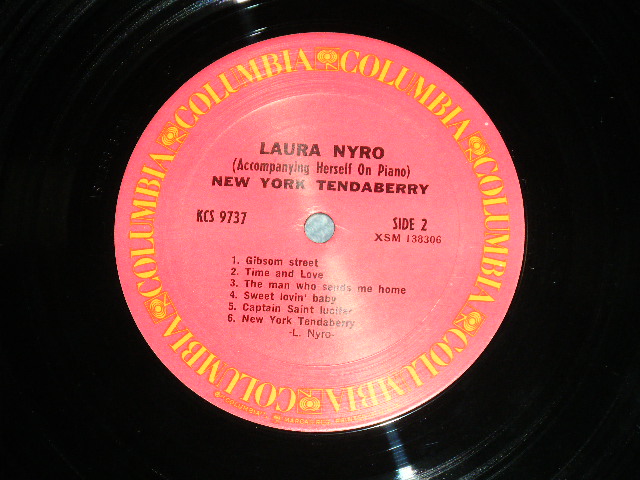 COLUMBIA COLUMBIA COLUMBIA COLUMBIA COLUMBIA COLUMBIA
LAURA NYRO
(Accompanying Herself On Piano)
NEW YORK TENDABERRY
KCS 9737
SIDE 2
XSM 138306
1. Gibsom street
2. Time and Love
3. The man who sends me home
4. Sweet lovin' baby
5. Captain Saint lucifer
6. New York Tendaberry
-L. Nyro-